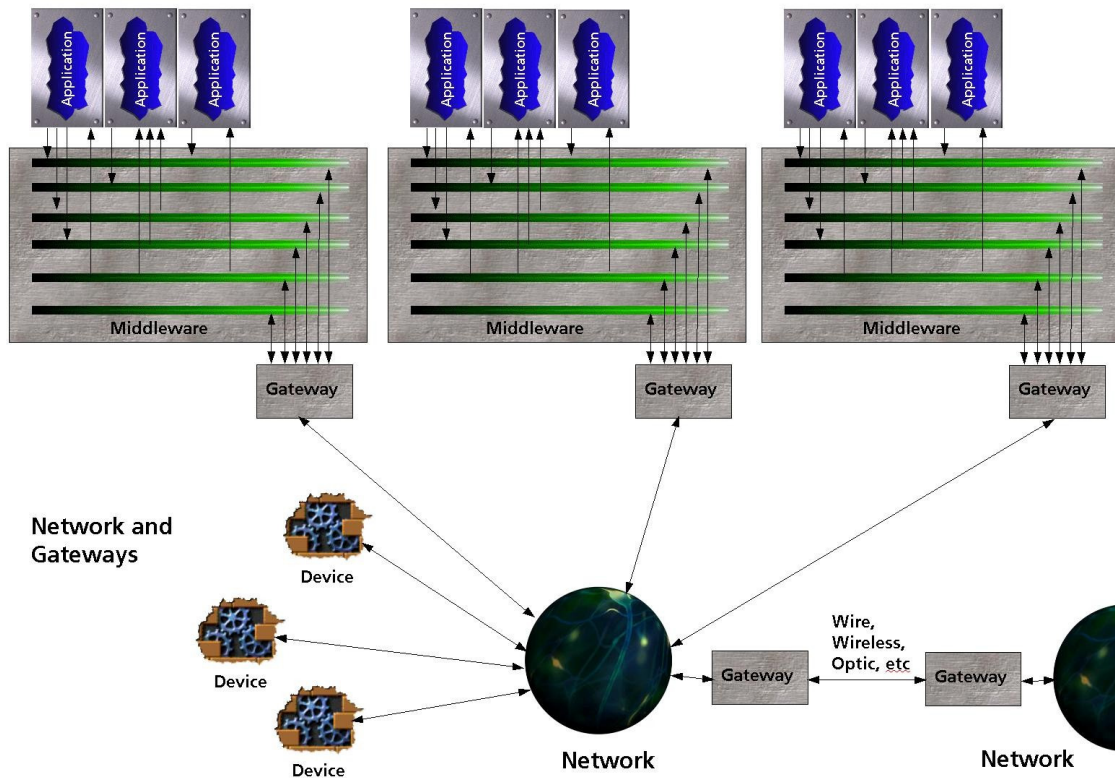 Application
Application
Application
Application
Application
Application
Application
Application
Application
Middleware
Middleware
Middleware
Gateway
Gateway
Gateway
Network and
Gateways
Device
Device
Device
Wire,
Wireless,
Optic, etc
Gateway
Gateway
Network
Network